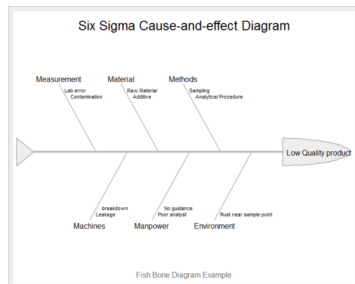 Six Sigma Cause-and-effect Diagram
Measurement
Material
Methods
Lab error
Contamination
Raw Material
Additive
Sampling
Analytical Procedure
Low Quality product
breakdown
Leakage
No guidance
Poor analyst
Rust near sample point
Machines
Manpower
Environment
Fish Bone Diagram Example